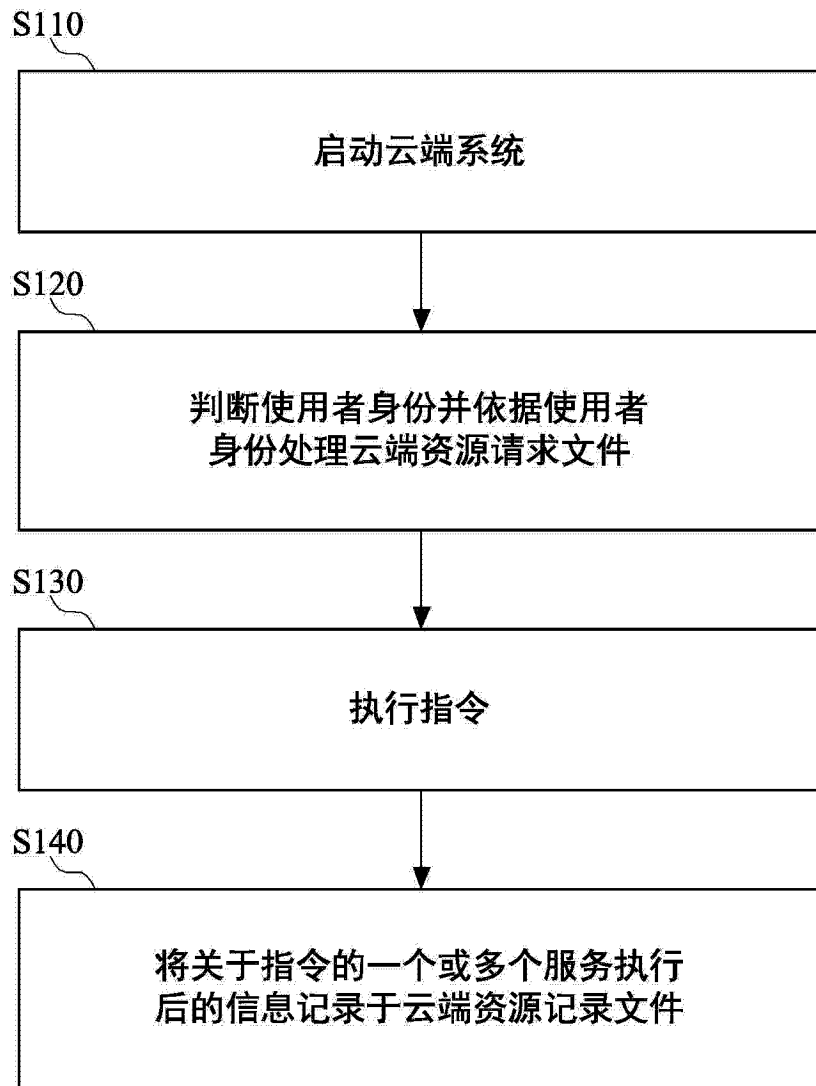 S110
启动云端系统
S120
判断使用者身份并依据使用者
身份处理云端资源请求文件
S130
执行指令
S140
将关于指令的一个或多个服务执行
后的信息记录于云端资源记录文件